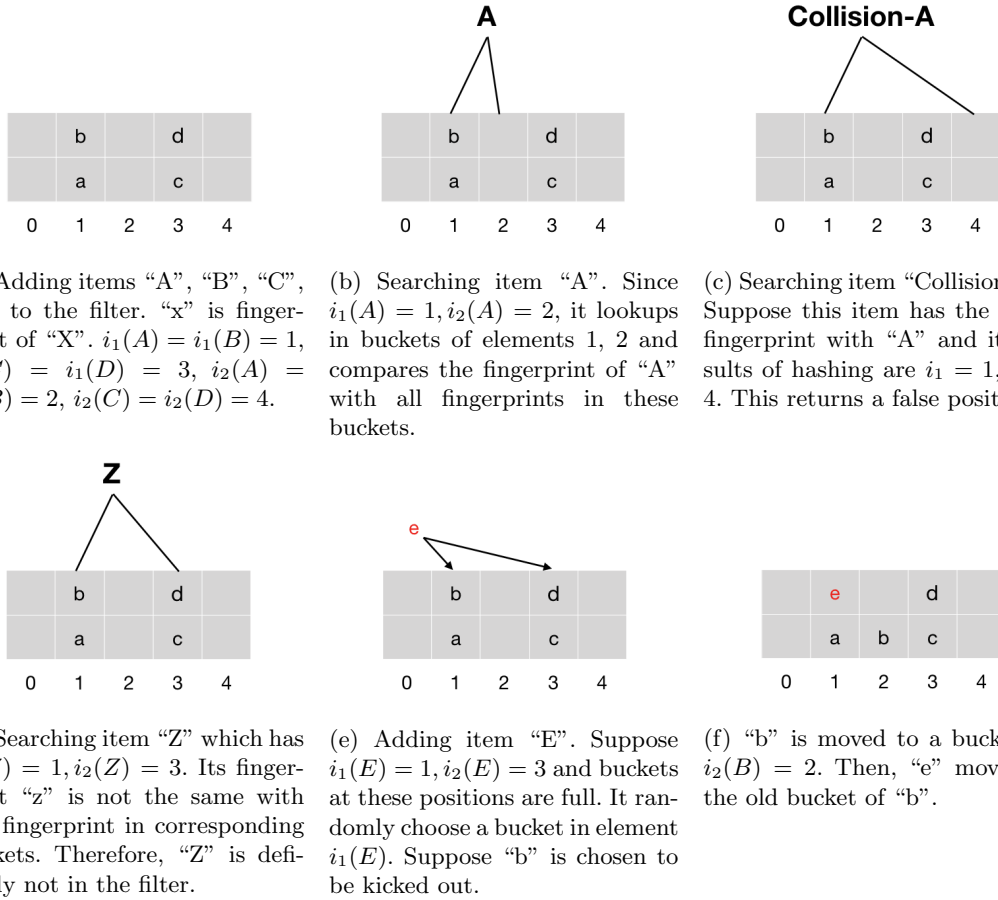 A
Collision-A
b d
a c
0 1 2 3 4
b d
a c
0 1 2 3 4
b d
a c
0 1 2 3 4
Adding items “A”, “B”, “C”,
to the filter. “x” is finger-
of “X”. i₁(A) = i₁(B) = 1,
) = i₁(D) = 3, i₂(A) =
) = 2, i₂(C) = i₂(D) = 4.
(b) Searching item “A”. Since
i₁(A) = 1, i₂(A) = 2, it lookups
in buckets of elements 1, 2 and
compares the fingerprint of “A”
with all fingerprints in these
buckets.
(c) Searching item “Collision
Suppose this item has the
fingerprint with “A” and it
sults of hashing are i₁ = 1,
4. This returns a false posit
Z
b d
a c
0 1 2 3 4
e
b d
a c
0 1 2 3 4
e d
a b c
0 1 2 3 4
Searching item “Z” which has
) = 1, i₂(Z) = 3. Its finger-
“z” is not the same with
fingerprint in corresponding
kets. Therefore, “Z” is defi-
ly not in the filter.
(e) Adding item “E”. Suppose
i₁(E) = 1, i₂(E) = 3 and buckets
at these positions are full. It ran-
domly choose a bucket in element
i₁(E). Suppose “b” is chosen to
be kicked out.
(f) “b” is moved to a buck
i₂(B) = 2. Then, “e” mov
the old bucket of “b”.